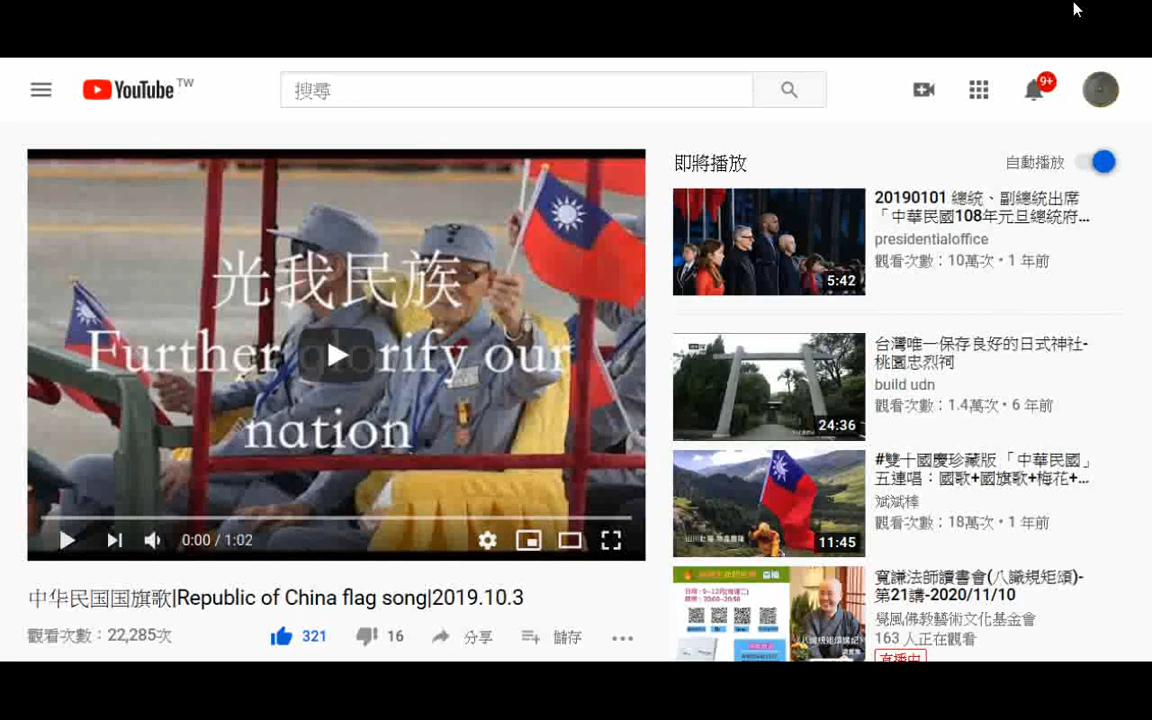 YouTube TW
搜尋
9+
光我民族
Further glorify our
nation
0:00 / 1:02
中华民国国旗歌|Republic of China flag song|2019.10.3
觀看次數：22,285次
321
16
分享
儲存
即將播放
自動播放
5:42
20190101 總統、副總統出席
「中華民國108年元旦總統府...
presidentialoffice
觀看次數：10萬次 • 1 年前
24:36
台灣唯一保存良好的日式神社-
桃園忠烈祠
build udn
觀看次數：1.4萬次 • 6 年前
11:45
#雙十國慶珍藏版「中華民國」
五連唱：國歌+國旗歌+梅花+...
斌斌棒
觀看次數：18萬次 • 1 年前
寬謙法師讀書會(八識規矩頌)-
第21講-2020/11/10
覺風佛教藝術文化基金會
163 人正在觀看
直播中